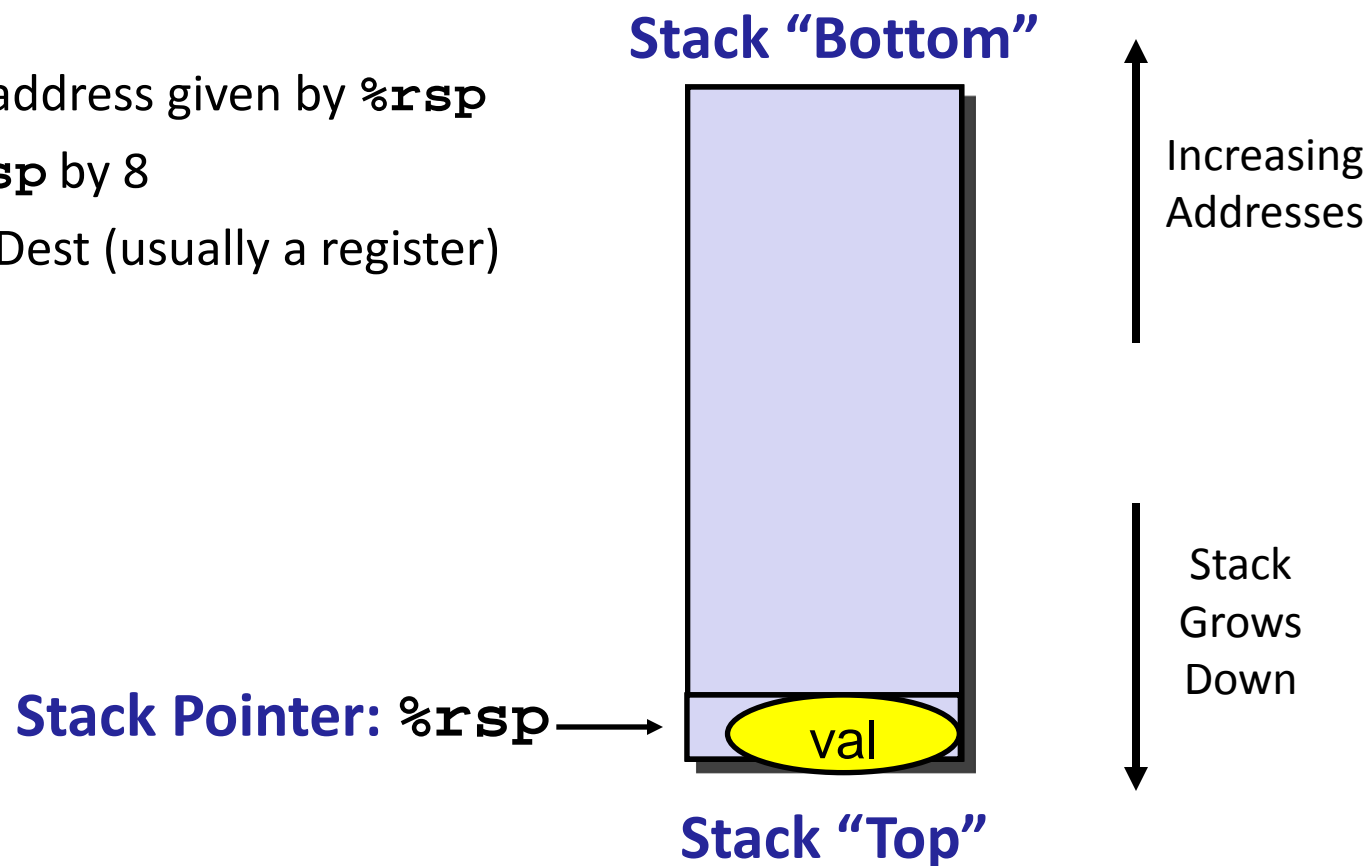 Stack “Bottom”
address given by %rsp
sp by 8
Dest (usually a register)
Increasing
Addresses
Stack
Grows
Down
Stack Pointer: %rsp
val
Stack “Top”